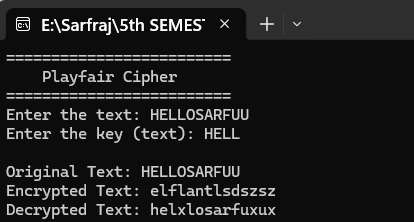 E:\Sarfraj\5th SEMES
=========================
Playfair Cipher
=========================
Enter the text: HELLOSARFUU
Enter the key (text): HELL
Original Text: HELLOSARFUU
Encrypted Text: elflantlsdszsz
Decrypted Text: helxlosarfuxux